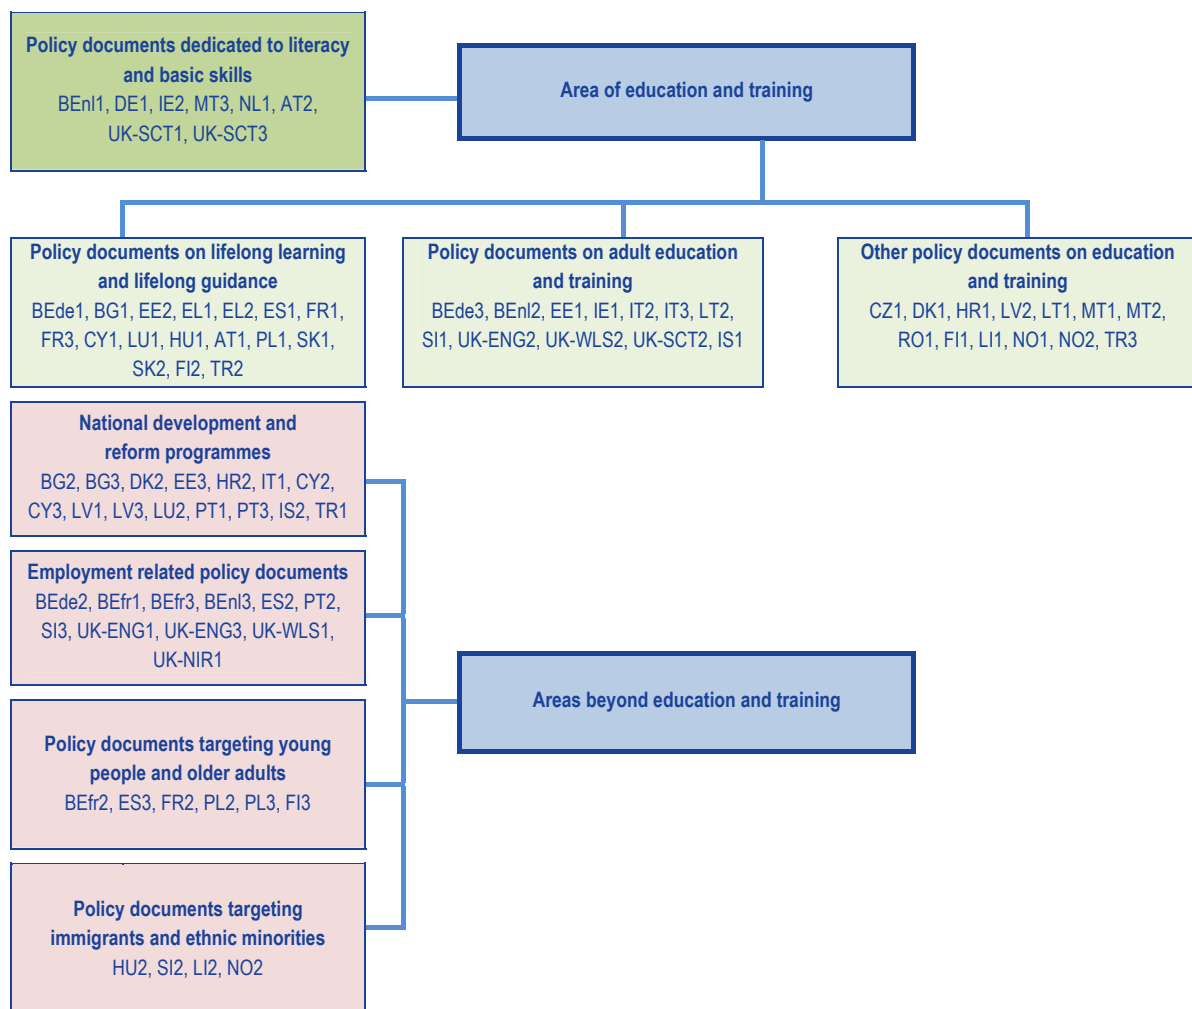 Policy documents dedicated to literacy
and basic skills
BEnl1, DE1, IE2, MT3, NL1, AT2,
UK-SCT1, UK-SCT3
Area of education and training
Policy documents on lifelong learning
and lifelong guidance
BEde1, BG1, EE2, EL1, EL2, ES1, FR1,
FR3, CY1, LU1, HU1, AT1, PL1, SK1,
SK2, FI2, TR2
Policy documents on adult education
and training
BEde3, BEnl2, EE1, IE1, IT2, IT3, LT2,
SI1, UK-ENG2, UK-WLS2, UK-SCT2, IS1
Other policy documents on education
and training
CZ1, DK1, HR1, LV2, LT1, MT1, MT2,
RO1, FI1, LI1, NO1, NO2, TR3
National development and
reform programmes
BG2, BG3, DK2, EE3, HR2, IT1, CY2,
CY3, LV1, LV3, LU2, PT1, PT3, IS2, TR1
Employment related policy documents
BEde2, BEfr1, BEfr3, BEnl3, ES2, PT2,
SI3, UK-ENG1, UK-ENG3, UK-WLS1,
UK-NIR1
Areas beyond education and training
Policy documents targeting young
people and older adults
BEfr2, ES3, FR2, PL2, PL3, FI3
Policy documents targeting
immigrants and ethnic minorities
HU2, SI2, LI2, NO2